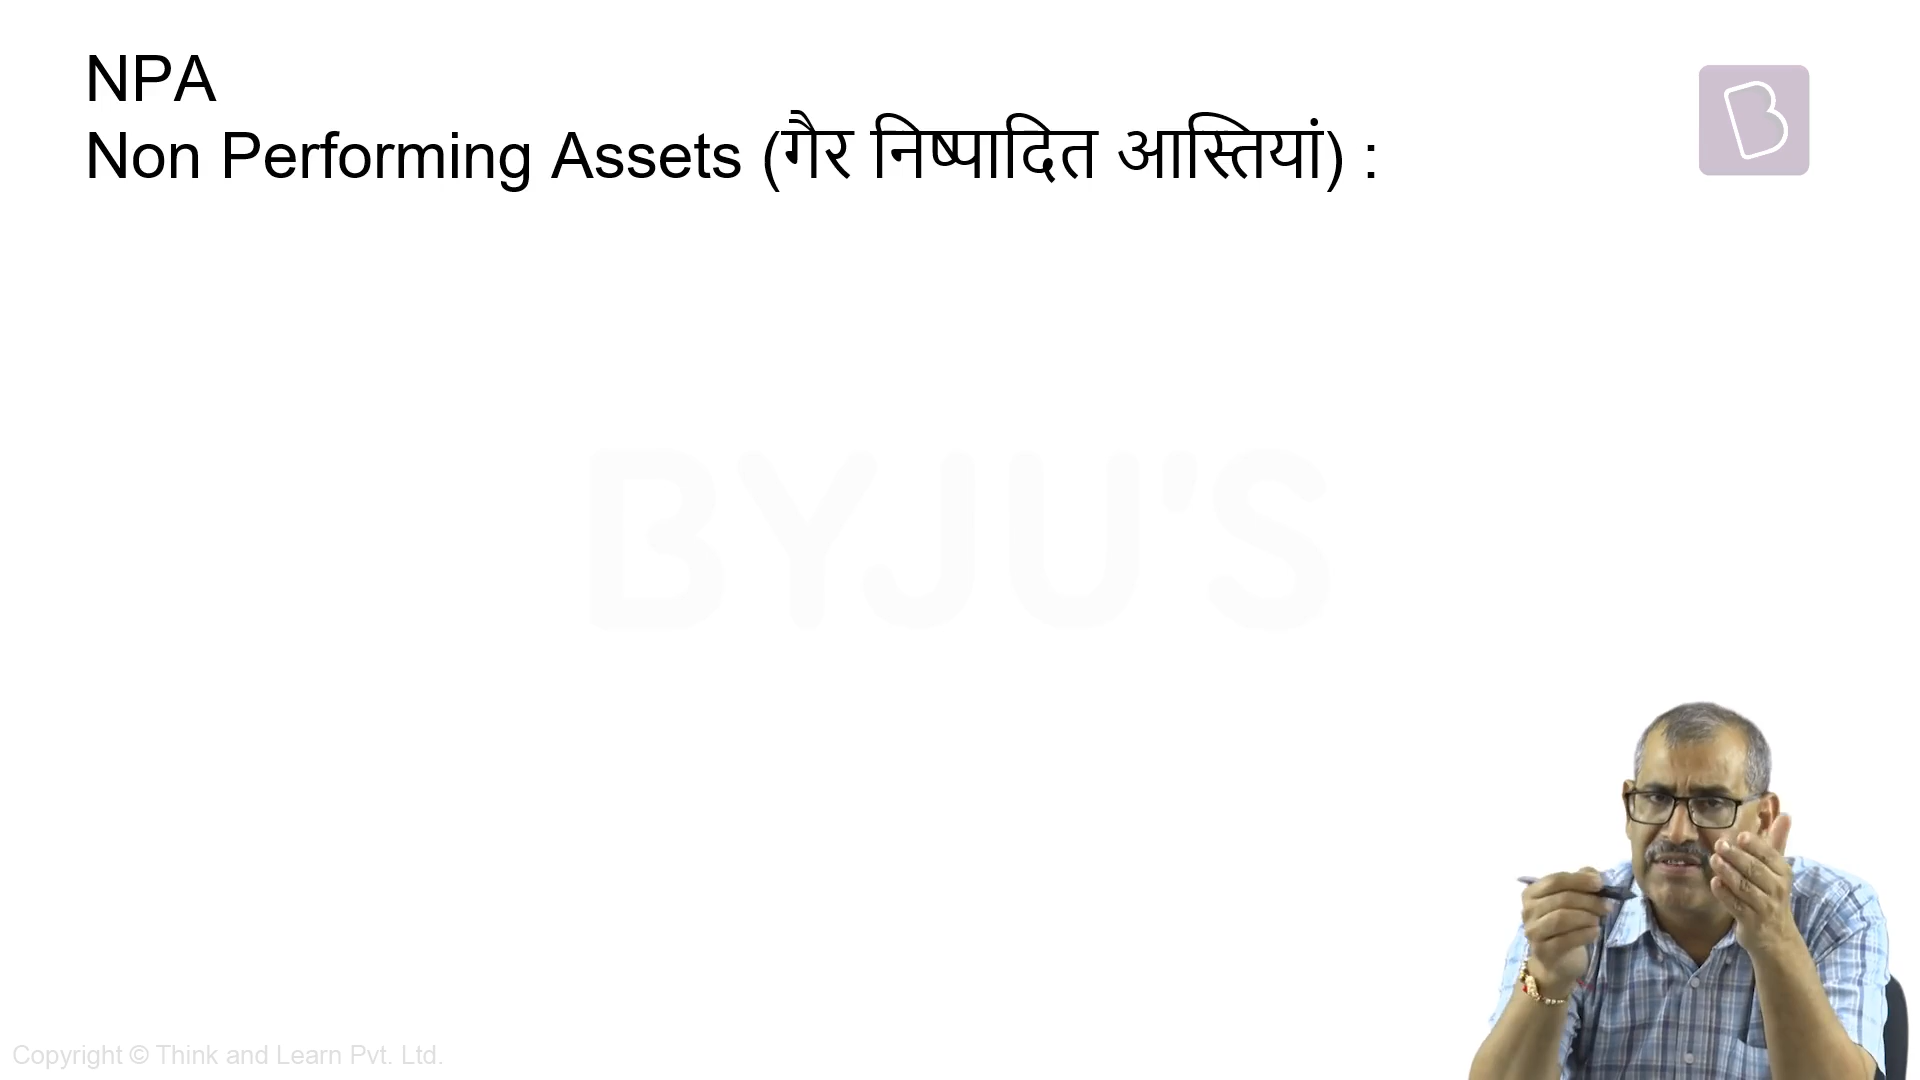 NPA
Non Performing Assets (गैर निष्पादित आस्तियां) :
BYJU'S
Copyright © Think and Learn Pvt. Ltd.